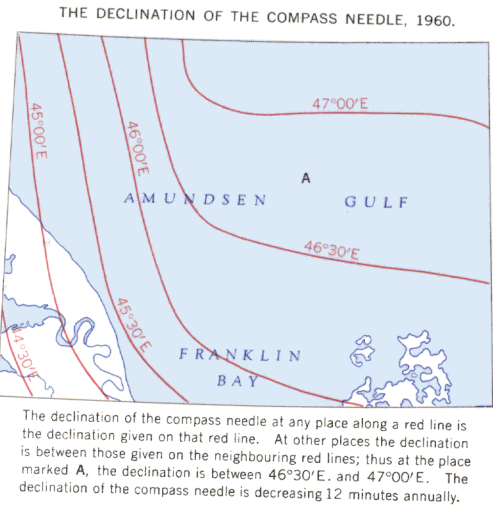 THE DECLINATION OF THE COMPASS NEEDLE, 1960.
47°00'E
45°00'E
46°00'E
A
AMUNDSEN GULF
46°30'E
45°30'E
44°30'E
FRANKLIN
BAY
The declination of the compass needle at any place along a red line is
the declination given on that red line. At other places the declination
is between those given on the neighbouring red lines; thus at the place
marked A, the declination is between 46°30'E. and 47°00'E. The
declination of the compass needle is decreasing 12 minutes annually.